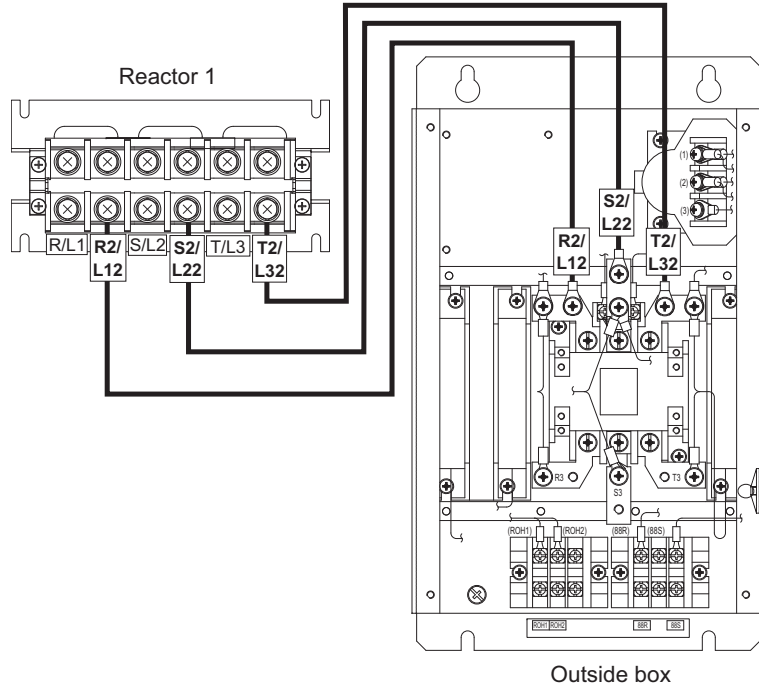 Reactor 1
R/L1
R2/
L12
S/L2
S2/
L22
T/L3
T2/
L32
(1)
(2)
(3)
S2/
L22
R2/
L12
T2/
L32
R3
S3
T3
(ROH1)
(ROH2)
(88R)
(88S)
ROH1
ROH2
88R
88S
Outside box